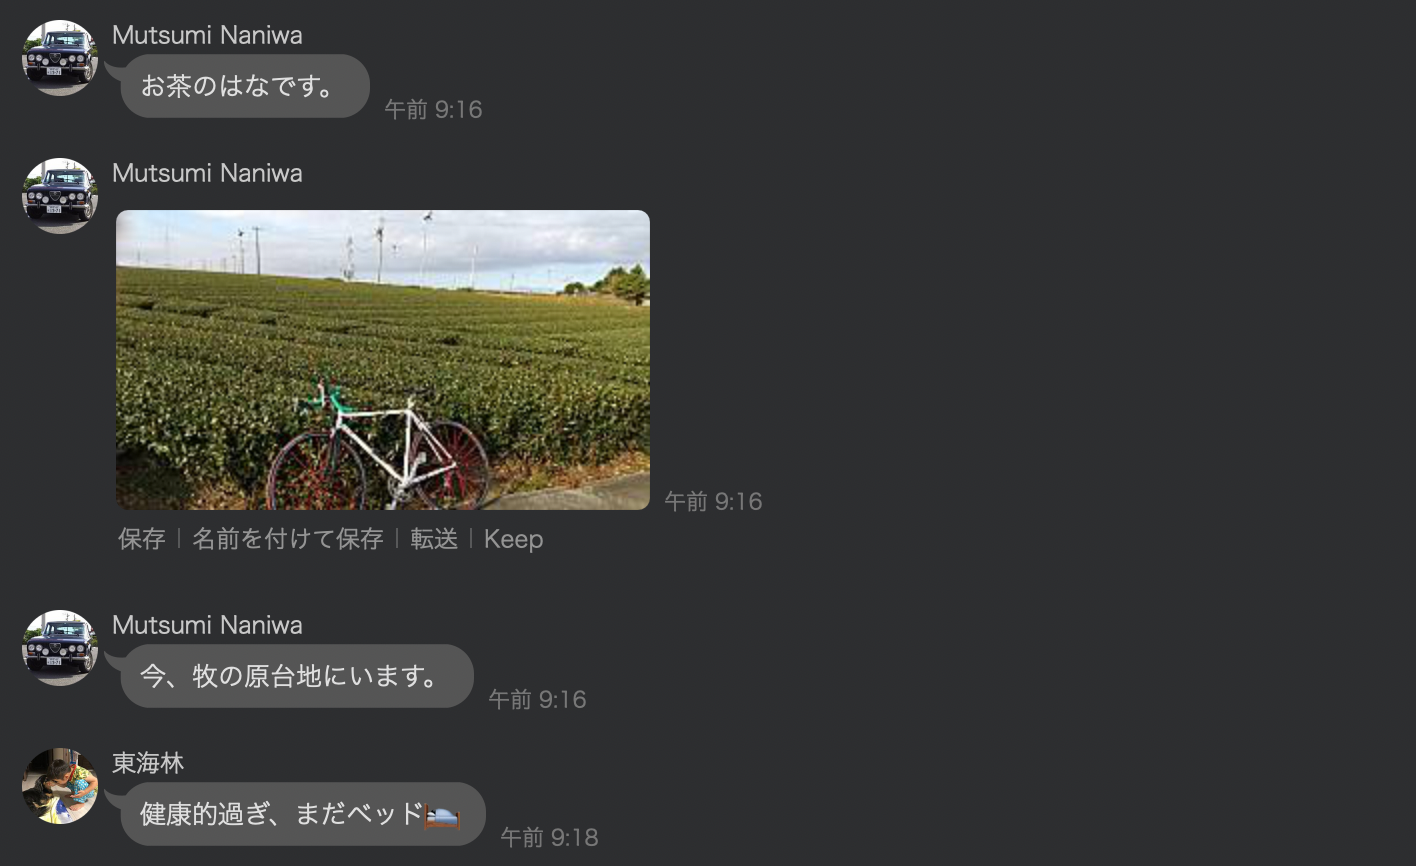 Mutsumi Naniwa
お茶のはなです。
午前 9:16
Mutsumi Naniwa
午前 9:16
保存 | 名前を付けて保存 | 転送 | Keep
Mutsumi Naniwa
今、牧の原台地にいます。
午前 9:16
東海林
健康的過ぎ、まだベッド🛌
午前 9:18